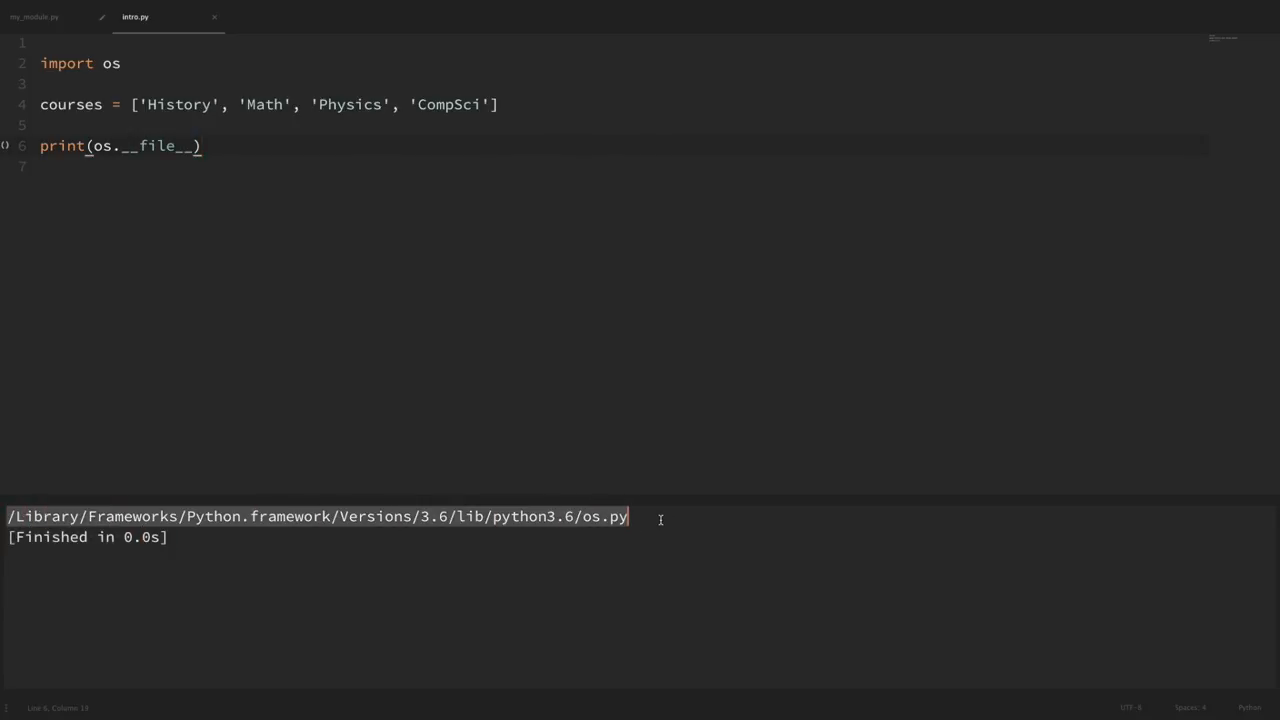 my_module.py
intro.py
1
2 import os
3
4 courses = ['History', 'Math', 'Physics', 'CompSci']
5
6 print(os.__file__)
7
/Library/Frameworks/Python.framework/Versions/3.6/lib/python3.6/os.py
[Finished in 0.0s]
Line 6, Column 13
UTF-8
Spaces: 4
Python